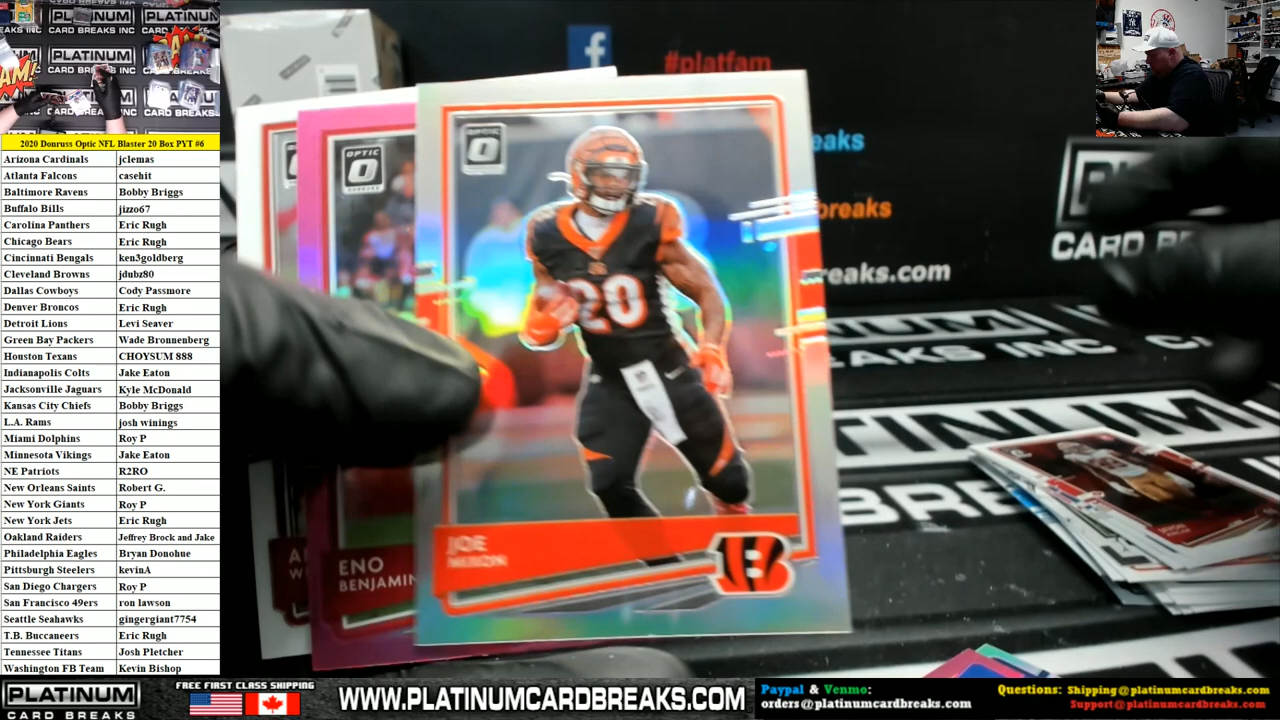 PLATINUM
CARD BREAKS INC
2020 Donruss Optic NFL Blaster 20 Box PYT #6
Arizona Cardinals jclemas
Atlanta Falcons casehit
Baltimore Ravens Bobby Briggs
Buffalo Bills jizzo67
Carolina Panthers Eric Rugh
Chicago Bears Eric Rugh
Cincinnati Bengals ken3goldberg
Cleveland Browns jdubz80
Dallas Cowboys Cody Passmore
Denver Broncos Eric Rugh
Detroit Lions Levi Seaver
Green Bay Packers Wade Bronnenberg
Houston Texans CHOYSUM 888
Indianapolis Colts Jake Eaton
Jacksonville Jaguars Kyle McDonald
Kansas City Chiefs Bobby Briggs
L.A. Rams josh winings
Miami Dolphins Roy P
Minnesota Vikings Jake Eaton
NE Patriots R2RO
New Orleans Saints Robert G.
New York Giants Roy P
New York Jets Eric Rugh
Oakland Raiders Jeffrey Brock and Jake
Philadelphia Eagles Bryan Donohue
Pittsburgh Steelers kevinA
San Diego Chargers Roy P
San Francisco 49ers ron lawson
Seattle Seahawks gingergiant7754
T.B. Buccaneers Eric Rugh
Tennessee Titans Josh Pletcher
Washington FB Team Kevin Bishop
#platfam
eaks
breaks
eaks.com
OPTIC
OPTIC
20
JOE
MIXON
ENO
BENJAMIN
B
CARD BR
INUM
EAKS INC
TINUM
BRE
PLATINUM
CARD BREAKS
FREE FIRST CLASS SHIPPING
WWW.PLATINUMCARDBREAKS.COM
Paypal & Venmo:
orders@platinumcardbreaks.com
Questions: Shipping@platinumcardbreaks.com
Support@platinumcardbreaks.com